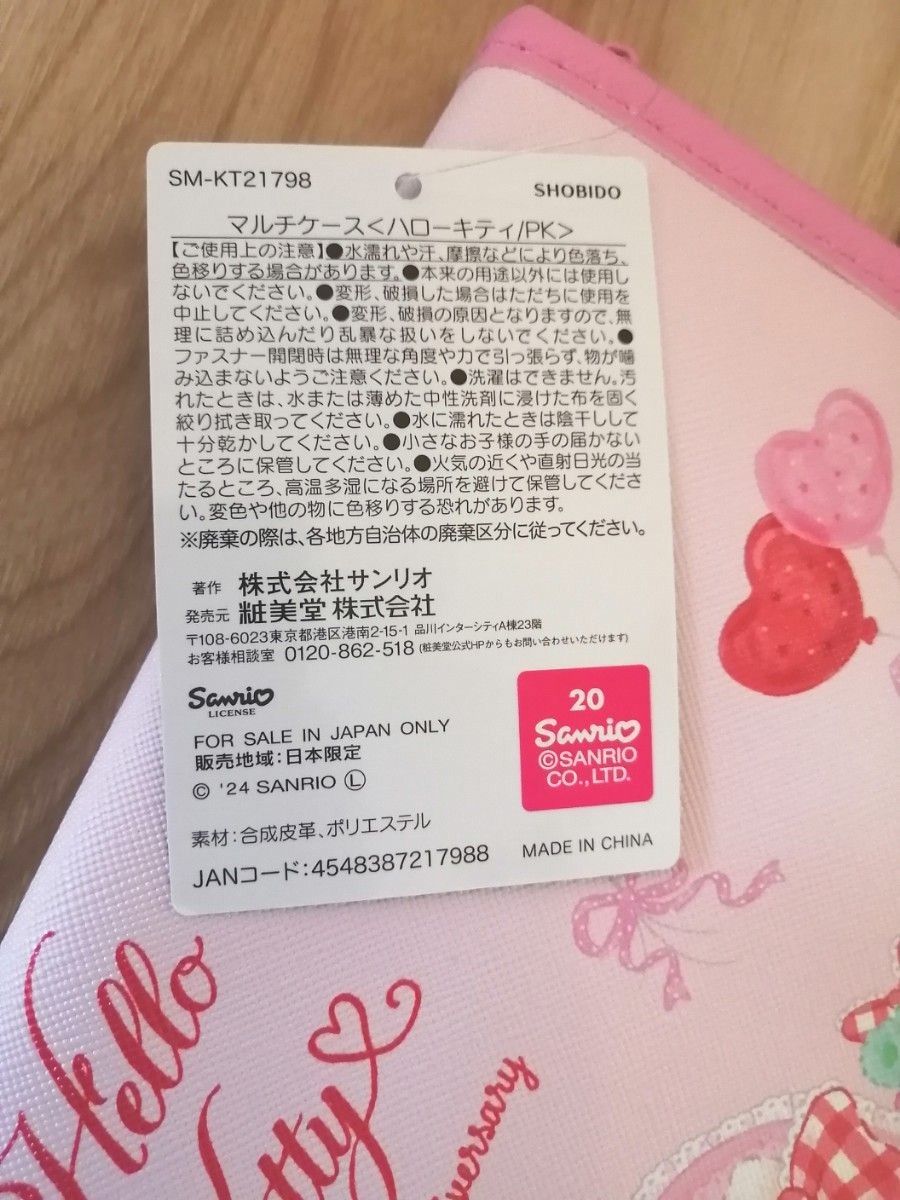 SM-KT21798
SHOBIDO
マルチケース<ハローキティ/PK>
【ご使用上の注意】●水濡れや汗、摩擦などにより色落ち、
色移りする場合があります。●本来の用途以外には使用し
ないでください。●変形、破損した場合はただちに使用を
中止してください。●変形、破損の原因となりますので、無
理に詰め込んだり乱暴な扱いをしないでください。●
ファスナー開閉時は無理な角度や力で引っ張らず、物が噛
み込まないようご注意ください。●洗濯はできません。汚
れたときは、水または薄めた中性洗剤に浸けた布を固く
絞り拭き取ってください。●水に濡れたときは陰干しして
十分乾かしてください。●小さなお子様の手の届かない
ところに保管してください。●火気の近くや直射日光の当
たるところ、高温多湿になる場所を避けて保管してくださ
い。変色や他の物に色移りする恐れがあります。
※廃棄の際は、各地方自治体の廃棄区分に従ってください。
著作 株式会社サンリオ
発売元 粧美堂 株式会社
〒108-6023東京都港区港南2-15-1 品川インターシティA棟23階
お客様相談室 0120-862-518 (粧美堂公式HPからもお問い合わせいただけます)
Sanrio
LICENSE
FOR SALE IN JAPAN ONLY
販売地域:日本限定
© '24 SANRIO Ⓛ
20
Sanrio
©SANRIO
CO., LTD.
素材:合成皮革、ポリエステル
JANコード:4548387217988
MADE IN CHINA
Hello